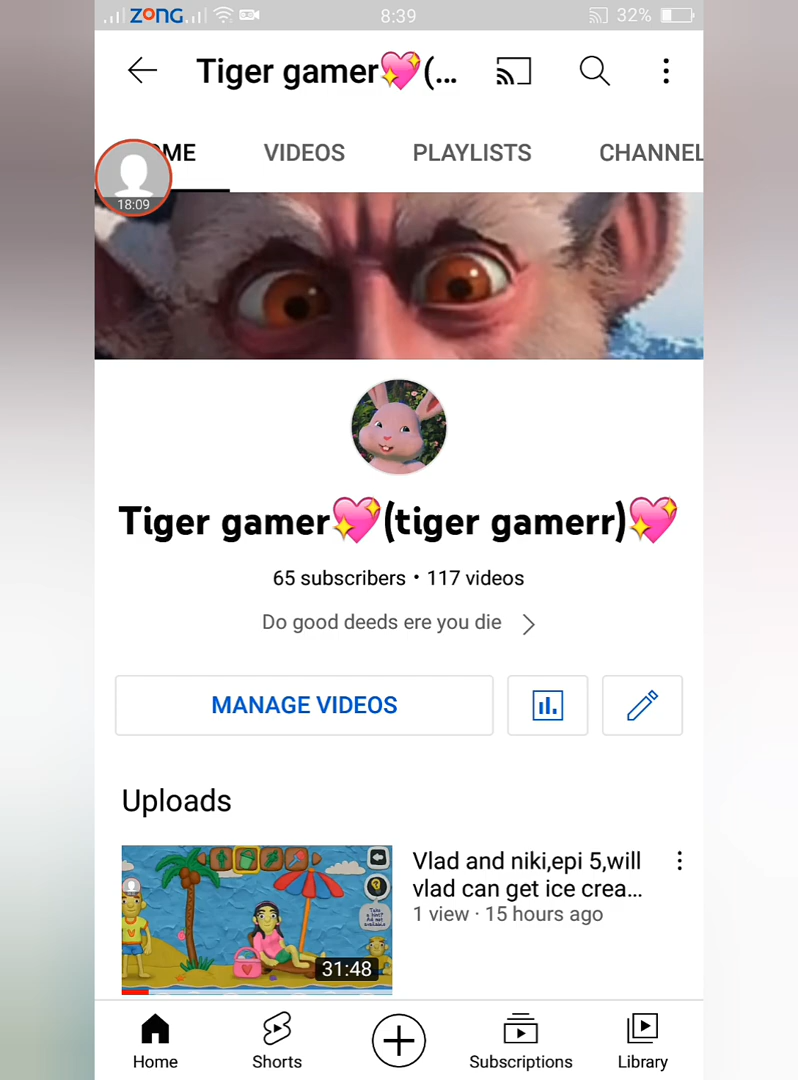 ZONG 8:39 32%
Tiger gamer💖(...
OME VIDEOS PLAYLISTS CHANNEL
18:09
Tiger gamer💖(tiger gamerr)💖
65 subscribers • 117 videos
Do good deeds ere you die
MANAGE VIDEOS
Uploads
Vlad and niki,epi 5,will
vlad can get ice crea...
1 view · 15 hours ago
31:48
Home Shorts Subscriptions Library